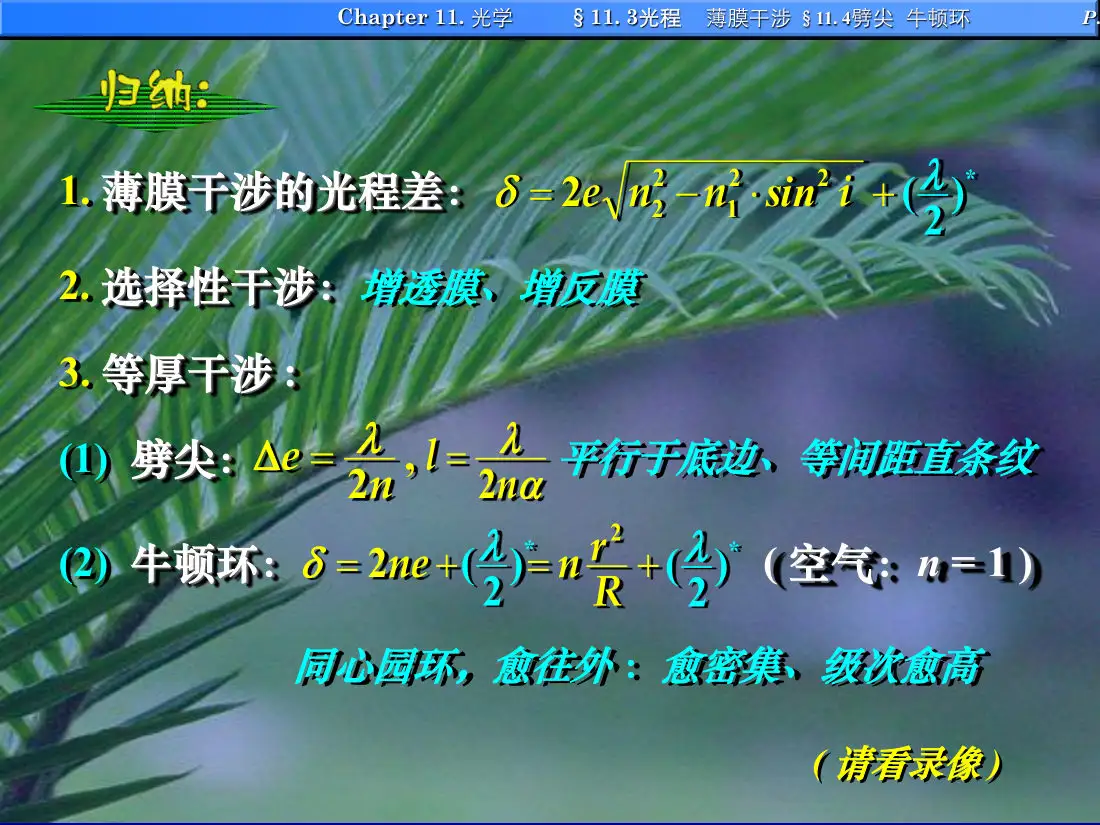 Chapter 11. 光学 §11.3光程 薄膜干涉 §11.4劈尖 牛顿环 P.
归纳：
1. 薄膜干涉的光程差： δ = 2e√(n₂² − n₁² · sin² i) + (λ/2)*
2. 选择性干涉： 增透膜、增反膜
3. 等厚干涉：
(1) 劈尖： Δe = λ/2n , l = λ/2nα 平行于底边、等间距直条纹
(2) 牛顿环： δ = 2ne + (λ/2)* = n r²/R + (λ/2)* (空气： n = 1)
同心园环，愈往外：愈密集、级次愈高
(请看录像)